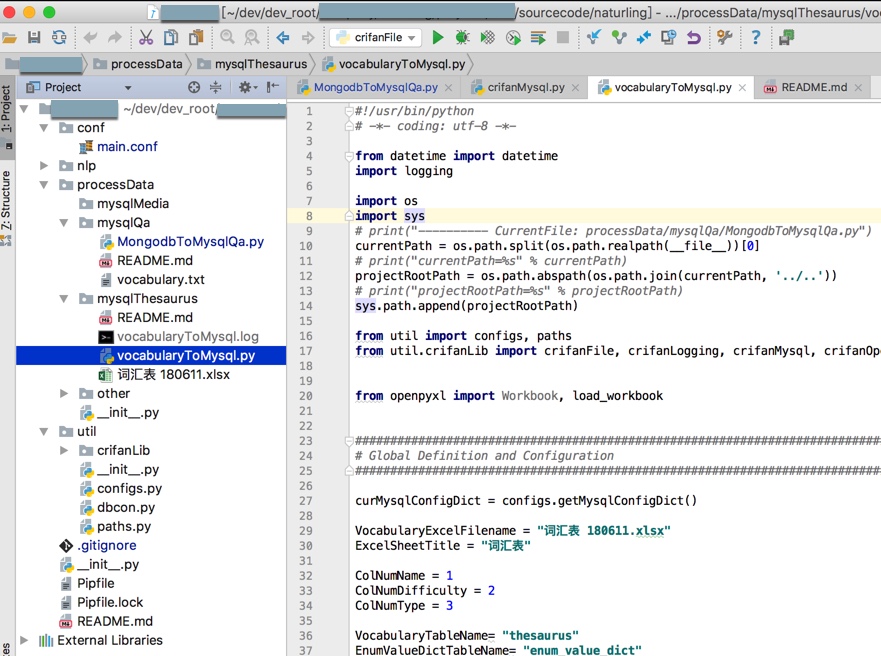 [~/dev/dev_root/ /sourcecode/naturling] - .../processData/mysqlThesaurus/voc
crifanFile
processData mysqlThesaurus vocabularyToMysql.py
1: Project
Z: Structure
Project
MongodbToMysqlQa.py crifanMysql.py vocabularyToMysql.py README.md
~/dev/dev_root/
conf
main.conf
nlp
processData
mysqlMedia
mysqlQa
MongodbToMysqlQa.py
README.md
vocabulary.txt
mysqlThesaurus
README.md
vocabularyToMysql.log
vocabularyToMysql.py
词汇表 180611.xlsx
other
__init__.py
util
crifanLib
__init__.py
configs.py
dbcon.py
paths.py
.gitignore
__init__.py
Pipfile
Pipfile.lock
README.md
External Libraries
1 #!/usr/bin/python
2 # -*- coding: utf-8 -*-
3
4 from datetime import datetime
5 import logging
6
7 import os
8 import sys
9 # print("---------- CurrentFile: processData/mysqlQa/MongodbToMysqlQa.py")
10 currentPath = os.path.split(os.path.realpath(__file__))[0]
11 # print("currentPath=%s" % currentPath)
12 projectRootPath = os.path.abspath(os.path.join(currentPath, '../..'))
13 # print("projectRootPath=%s" % projectRootPath)
14 sys.path.append(projectRootPath)
15
16 from util import configs, paths
17 from util.crifanLib import crifanFile, crifanLogging, crifanMysql, crifanOp
18
19
20 from openpyxl import Workbook, load_workbook
21
22
23 ################################################################################
24 # Global Definition and Configuration
25 ################################################################################
26
27 curMysqlConfigDict = configs.getMysqlConfigDict()
28
29 VocabularyExcelFilename = "词汇表 180611.xlsx"
30 ExcelSheetTitle = "词汇表"
31
32 ColNumName = 1
33 ColNumDifficulty = 2
34 ColNumType = 3
35
36 VocabularyTableName= "thesaurus"
37 EnumValueDictTableName= "enum_value_dict"